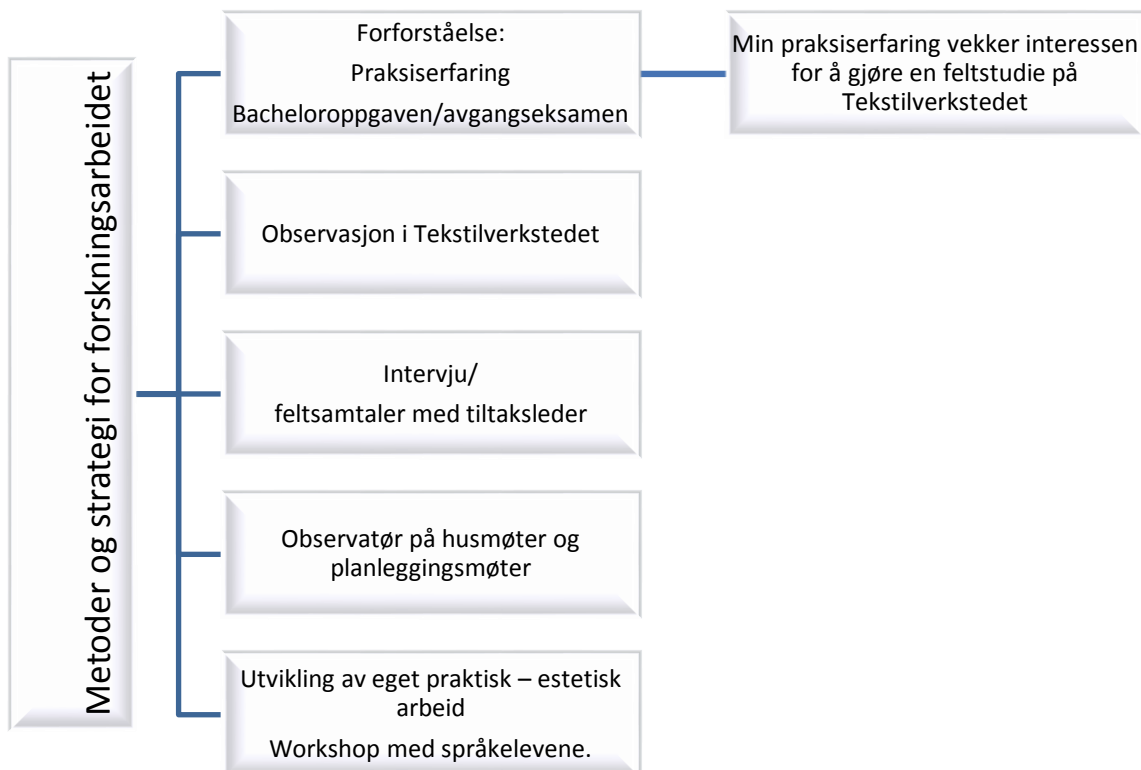 Metoder og strategi for forskningsarbeidet
Forforståelse:
Praksiserfaring
Bacheloroppgaven/avgangseksamen
Min praksiserfaring vekker interessen
for å gjøre en feltstudie på
Tekstilverkstedet
Observasjon i Tekstilverkstedet
Intervju/
feltsamtaler med tiltaksleder
Observatør på husmøter og
planleggingsmøter
Utvikling av eget praktisk – estetisk
arbeid
Workshop med språkelevene.